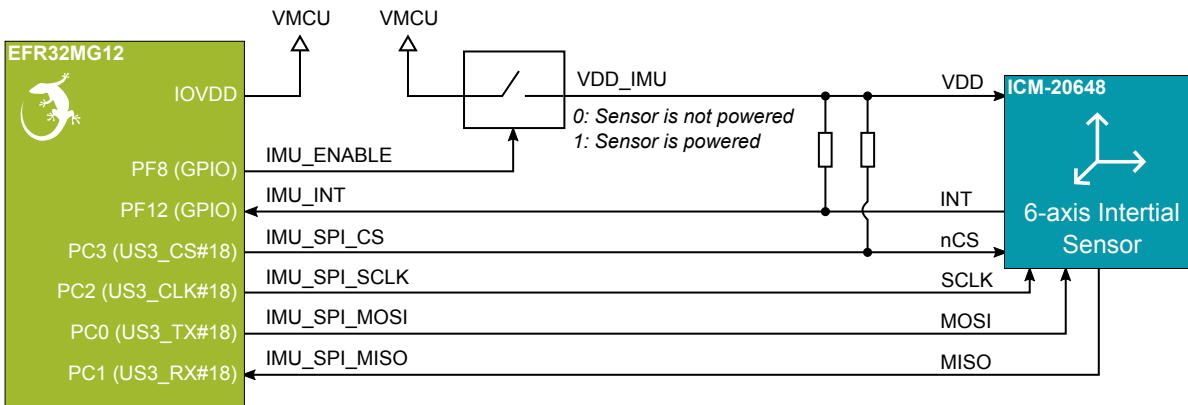 VMCU
VMCU
EFR32MG12
IOVDD
VDD_IMU
VDD
ICM-20648
0: Sensor is not powered
1: Sensor is powered
IMU_ENABLE
PF8 (GPIO)
IMU_INT
INT
PF12 (GPIO)
6-axis Intertial
Sensor
IMU_SPI_CS
nCS
PC3 (US3_CS#18)
IMU_SPI_SCLK
SCLK
PC2 (US3_CLK#18)
IMU_SPI_MOSI
MOSI
PC0 (US3_TX#18)
IMU_SPI_MISO
MISO
PC1 (US3_RX#18)